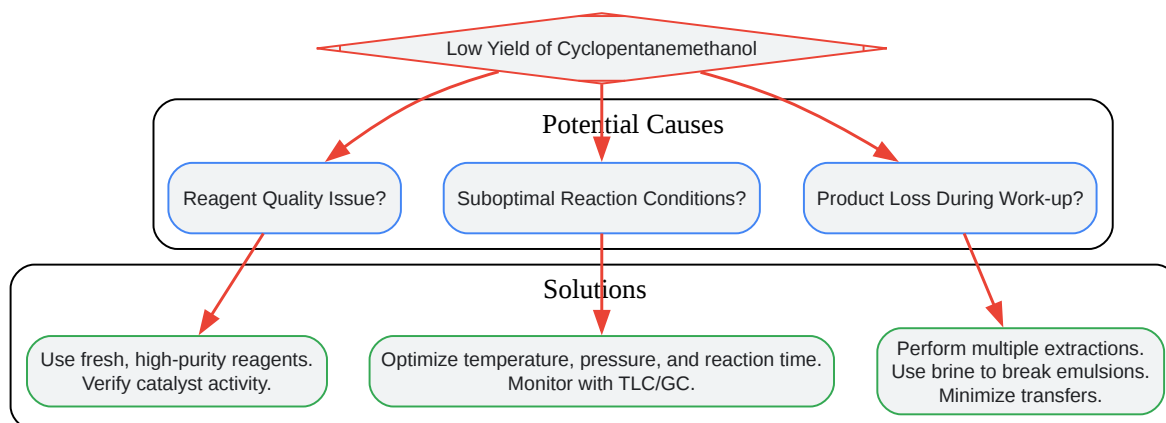 Low Yield of Cyclopentanemethanol
Potential Causes
Reagent Quality Issue?
Suboptimal Reaction Conditions?
Product Loss During Work-up?
Solutions
Use fresh, high-purity reagents.
Verify catalyst activity.
Optimize temperature, pressure, and reaction time.
Monitor with TLC/GC.
Perform multiple extractions.
Use brine to break emulsions.
Minimize transfers.